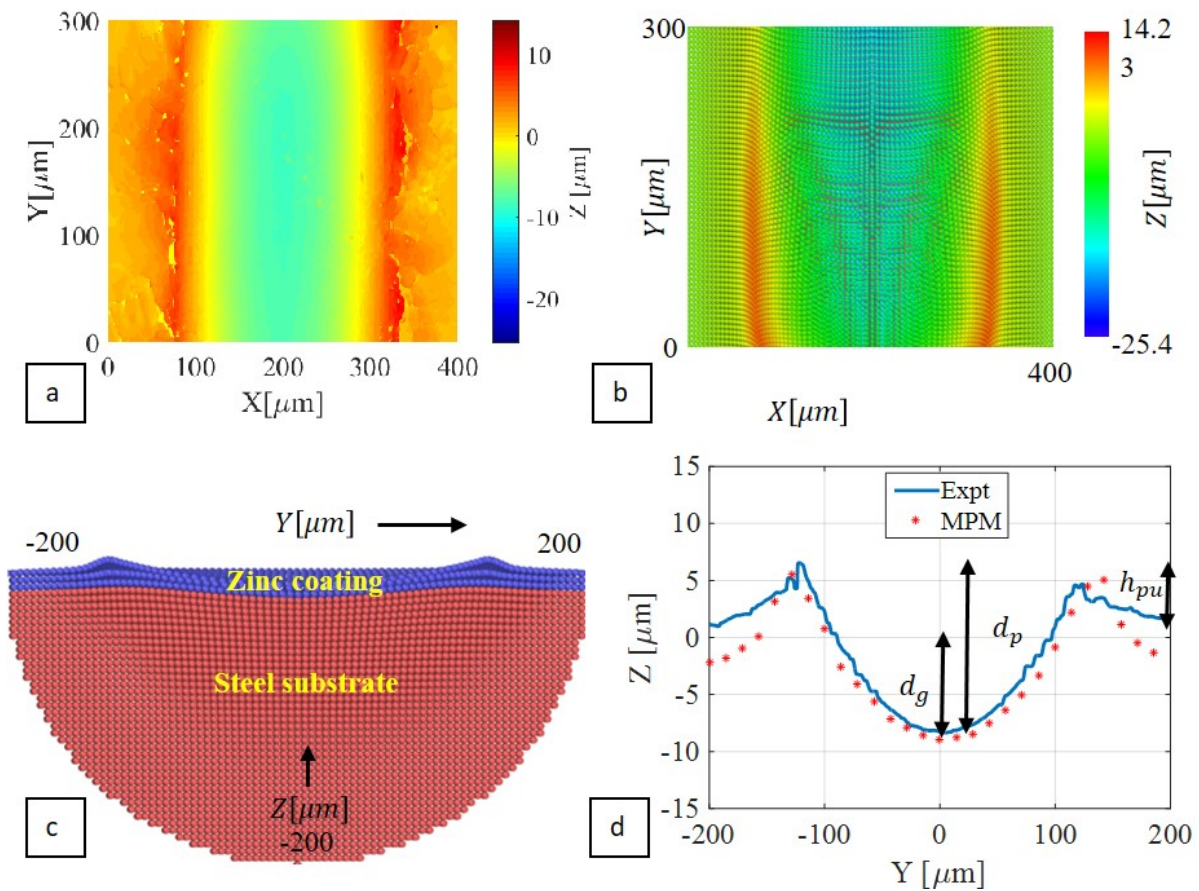 300
200
100
0
Y[μm]
0 100 200 300 400
X[μm]
10
0
-10
-20
Z [μm]
a
300
0
Y[μm]
400
X[μm]
14.2
3
-25.4
Z[μm]
b
Y[μm]
-200
200
Zinc coating
Steel substrate
Z[μm]
-200
c
15
10
5
0
-5
-10
-15
Z [μm]
Expt
MPM
h_pu
d_p
d_g
-200 -100 0 100 200
Y [μm]
d